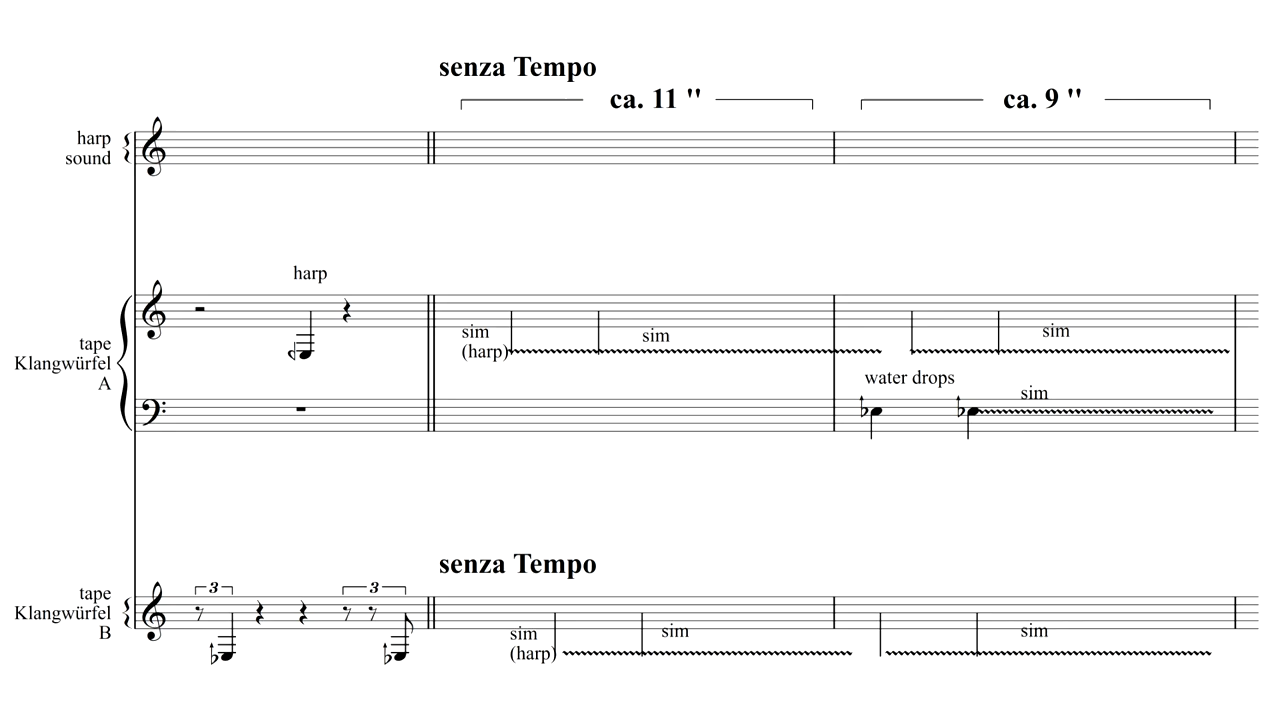 senza Tempo
ca. 11 "
ca. 9 "
harp
sound
harp
tape
Klangwürfel
A
sim
(harp)
sim
sim
water drops
sim
senza Tempo
tape
Klangwürfel
B
3
3
sim
(harp)
sim
sim